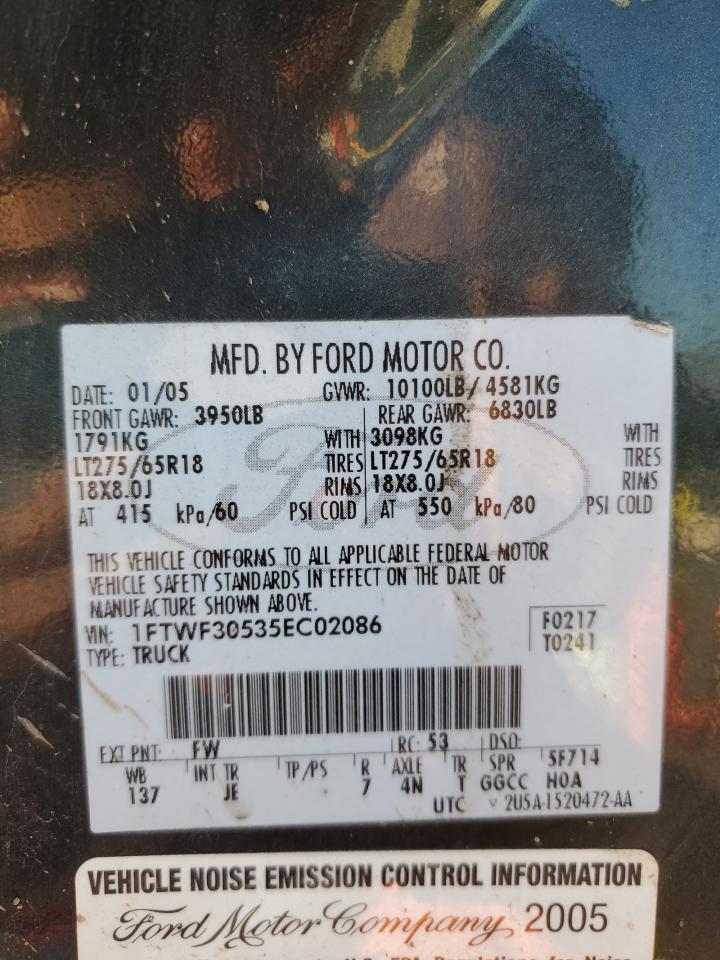 MFD. BY FORD MOTOR CO.
DATE: 01/05 GVWR: 10100LB/ 4581KG
FRONT GAWR: 3950LB REAR GAWR: 6830LB
1791KG WITH 3098KG WITH
LT275/65R18 TIRES LT275/65R18 TIRES
18X8.0J RIMS 18X8.0J RIMS
AT 415 kPa/60 PSI COLD AT 550 kPa/80 PSI COLD
Ford
THIS VEHICLE CONFORMS TO ALL APPLICABLE FEDERAL MOTOR
VEHICLE SAFETY STANDARDS IN EFFECT ON THE DATE OF
MANUFACTURE SHOWN ABOVE.
VIN: 1FTWF30535EC02086 F0217
TYPE: TRUCK T0241
EXT PNT: FW RC: 53 DSO:
WB INT TR TP/PS R AXLE TR SPR 5F714
137 JE 7 4N T GGCC H0A
UTC ▽ 2U5A-1520472-AA
VEHICLE NOISE EMISSION CONTROL INFORMATION
Ford Motor Company 2005
EPA Regulations for Noise